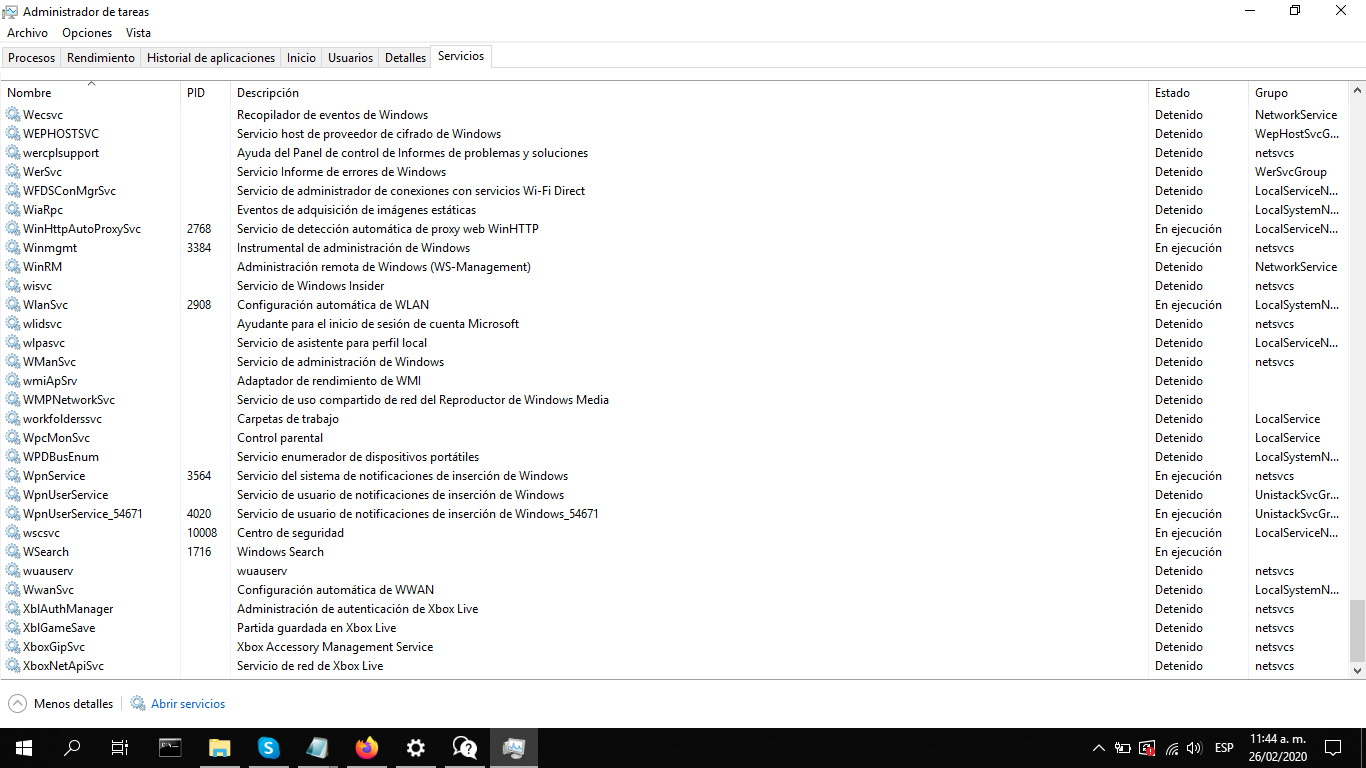 Administrador de tareas
Archivo Opciones Vista
Procesos Rendimiento Historial de aplicaciones Inicio Usuarios Detalles Servicios
Nombre PID Descripción Estado Grupo
Wecsvc Recopilador de eventos de Windows Detenido NetworkService
WEPHOSTSVC Servicio host de proveedor de cifrado de Windows Detenido WepHostSvcG...
wercplsupport Ayuda del Panel de control de Informes de problemas y soluciones Detenido netsvcs
WerSvc Servicio Informe de errores de Windows Detenido WerSvcGroup
WFDSConMgrSvc Servicio de administrador de conexiones con servicios Wi-Fi Direct Detenido LocalServiceN...
WiaRpc Eventos de adquisición de imágenes estáticas Detenido LocalSystemN...
WinHttpAutoProxySvc 2768 Servicio de detección automática de proxy web WinHTTP En ejecución LocalServiceN...
Winmgmt 3384 Instrumental de administración de Windows En ejecución netsvcs
WinRM Administración remota de Windows (WS-Management) Detenido NetworkService
wisvc Servicio de Windows Insider Detenido netsvcs
WlanSvc 2908 Configuración automática de WLAN En ejecución LocalSystemN...
wlidsvc Ayudante para el inicio de sesión de cuenta Microsoft Detenido netsvcs
wlpasvc Servicio de asistente para perfil local Detenido LocalServiceN...
WManSvc Servicio de administración de Windows Detenido netsvcs
wmiApSrv Adaptador de rendimiento de WMI Detenido
WMPNetworkSvc Servicio de uso compartido de red del Reproductor de Windows Media Detenido
workfolderssvc Carpetas de trabajo Detenido LocalService
WpcMonSvc Control parental Detenido LocalService
WPDBusEnum Servicio enumerador de dispositivos portátiles Detenido LocalSystemN...
WpnService 3564 Servicio del sistema de notificaciones de inserción de Windows En ejecución netsvcs
WpnUserService Servicio de usuario de notificaciones de inserción de Windows Detenido UnistackSvcGr...
WpnUserService_54671 4020 Servicio de usuario de notificaciones de inserción de Windows_54671 En ejecución UnistackSvcGr...
wscsvc 10008 Centro de seguridad En ejecución LocalServiceN...
WSearch 1716 Windows Search En ejecución
wuauserv wuauserv Detenido netsvcs
WwanSvc Configuración automática de WWAN Detenido LocalSystemN...
XblAuthManager Administración de autenticación de Xbox Live Detenido netsvcs
XblGameSave Partida guardada en Xbox Live Detenido netsvcs
XboxGipSvc Xbox Accessory Management Service Detenido netsvcs
XboxNetApiSvc Servicio de red de Xbox Live Detenido netsvcs
Menos detalles Abrir servicios
ESP 11:44 a. m.
26/02/2020